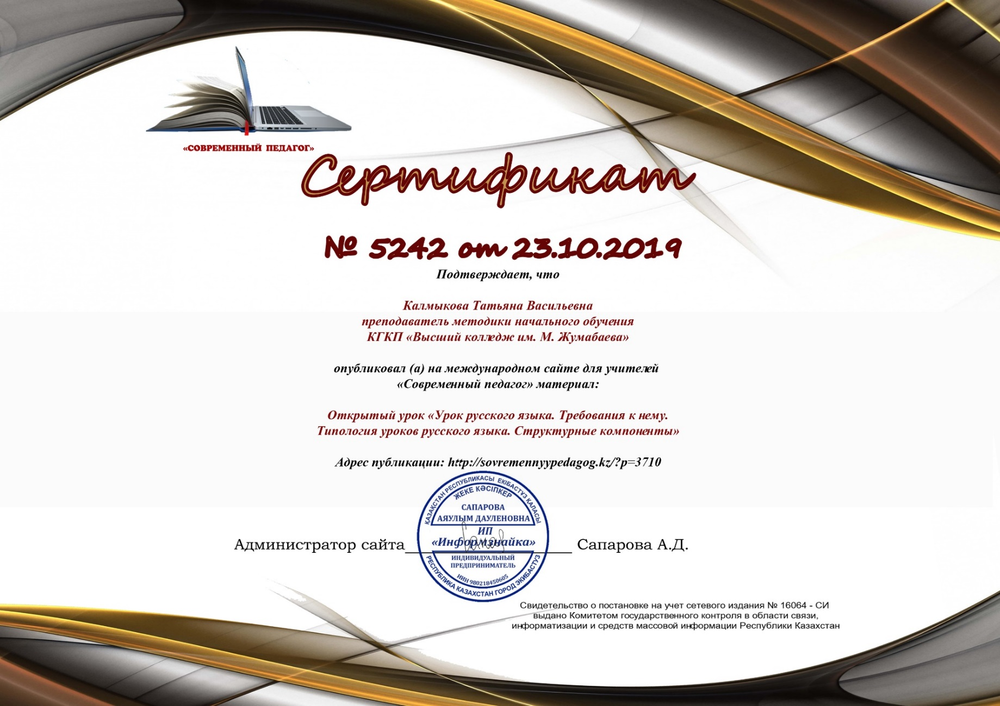 «СОВРЕМЕННЫЙ ПЕДАГОГ»
Сертификат
№ 5242 от 23.10.2019
Подтверждает, что
Калмыкова Татьяна Васильевна
преподаватель методики начального обучения
КГКП «Высший колледж им. М. Жумабаева»
опубликовал (а) на международном сайте для учителей
«Современный педагог» материал:
Открытый урок «Урок русского языка. Требования к нему.
Типология уроков русского языка. Структурные компоненты»
Адрес публикации: http://sovremennyypedagog.kz/?p=3710
ҚАЗАҚСТАН РЕСПУБЛИКАСЫ ЕКІБАСТҰЗ ҚАЛАСЫ
ЖЕКЕ КӘСІПКЕР
САПАРОВА
АЯУЛЫМ ДАУЛЕНОВНА
ИП
«Информзнайка»
Администратор сайта____________________ Сапарова А.Д.
ИНДИВИДУАЛЬНЫЙ
ПРЕДПРИНИМАТЕЛЬ
ИИН 980218450605
РЕСПУБЛИКА КАЗАХСТАН ГОРОД ЭКИБАСТУЗ
Свидетельство о постановке на учет сетевого издания № 16064 - СИ
выдано Комитетом государственного контроля в области связи,
информатизации и средств массовой информации Республики Казахстан